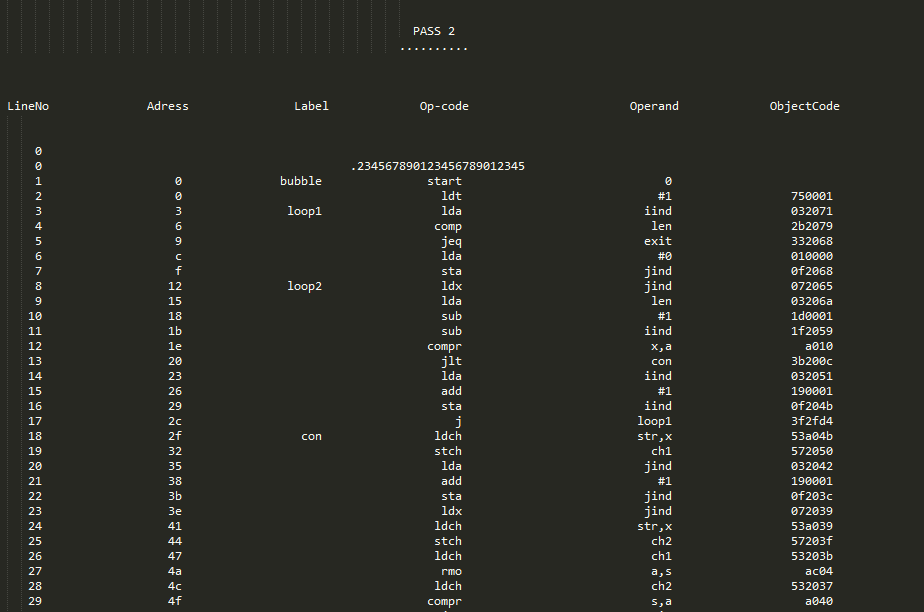 PASS 2
..........
LineNo Adress Label Op-code Operand ObjectCode
0
0 .234567890123456789012345
1 0 bubble start 0
2 0 ldt #1 750001
3 3 loop1 lda iind 032071
4 6 comp len 2b2079
5 9 jeq exit 332068
6 c lda #0 010000
7 f sta jind 0f2068
8 12 loop2 ldx jind 072065
9 15 lda len 03206a
10 18 sub #1 1d0001
11 1b sub iind 1f2059
12 1e compr x,a a010
13 20 jlt con 3b200c
14 23 lda iind 032051
15 26 add #1 190001
16 29 sta iind 0f204b
17 2c j loop1 3f2fd4
18 2f con ldch str,x 53a04b
19 32 stch ch1 572050
20 35 lda jind 032042
21 38 add #1 190001
22 3b sta jind 0f203c
23 3e ldx jind 072039
24 41 ldch str,x 53a039
25 44 stch ch2 57203f
26 47 ldch ch1 53203b
27 4a rmo a,s ac04
28 4c ldch ch2 532037
29 4f compr s,a a040